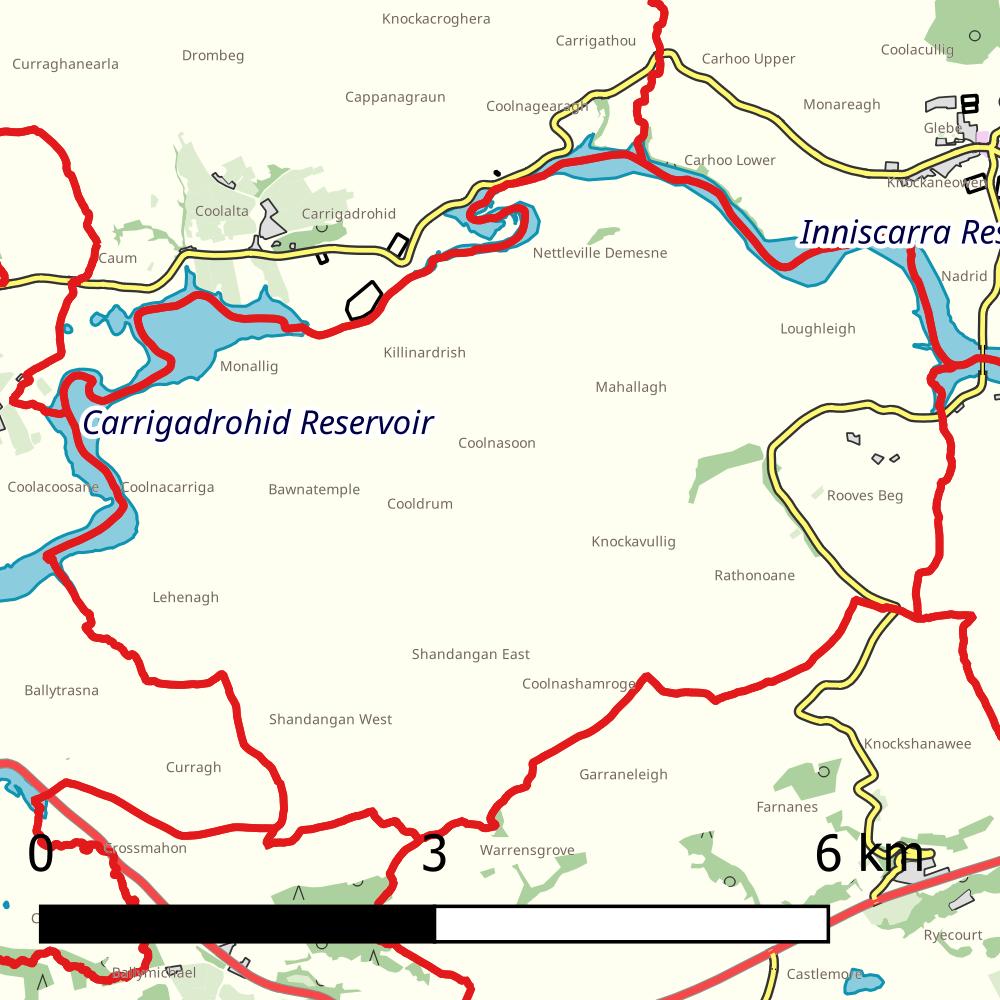 Knockacroghera
Carrigathou
Coolacullig
Drombeg
Carhoo Upper
Curraghanearla
Cappanagraun
Coolnagearagh
Monareagh
Glebe
Carhoo Lower
Knockaneowen
Coolalta
Carrigadrohid
Inniscarra Res
Caum
Nettleville Demesne
Nadrid
Loughleigh
Killinardrish
Monallig
Mahallagh
Carrigadrohid Reservoir
Coolnasoon
Coolacoosane
Coolnacarriga
Bawnatemple
Cooldrum
Rooves Beg
Knockavullig
Rathonoane
Lehenagh
Shandangan East
Coolnashamroge
Ballytrasna
Shandangan West
Knockshanawee
Curragh
Garraneleigh
Farnanes
Crossmahon
Warrensgrove
0 3 6 km
Ryecourt
Ballymichael
Castlemore